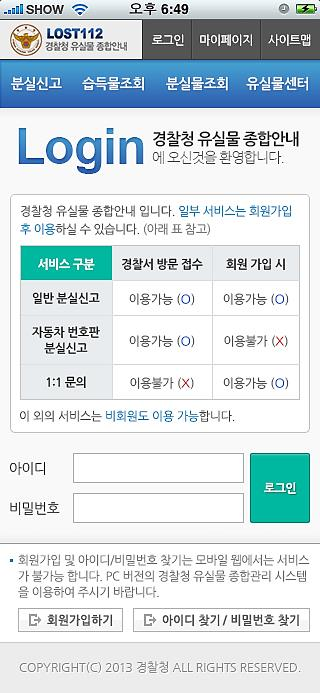 SHOW 오후 6:49
LOST112
경찰청 유실물 종합안내
로그인 마이페이지 사이트맵
분실신고 습득물조회 분실물조회 유실물센터
Login 경찰청 유실물 종합안내
에 오신것을 환영합니다.
경찰청 유실물 종합안내 입니다. 일부 서비스는 회원가입
후 이용하실 수 있습니다. (아래 표 참고)
서비스 구분 경찰서 방문 접수 회원 가입 시
일반 분실신고 이용가능 (O) 이용가능 (O)
자동차 번호판
분실신고 이용가능 (O) 이용불가 (X)
1:1 문의 이용불가 (X) 이용가능 (O)
이 외의 서비스는 비회원도 이용 가능합니다.
아이디
비밀번호
로그인
회원가입 및 아이디/비밀번호 찾기는 모바일 웹에서는 서비스
가 불가능 합니다. PC 버전의 경찰청 유실물 종합관리 시스템
을 이용하여 주시기 바랍니다.
회원가입하기 아이디 찾기 / 비밀번호 찾기
COPYRIGHT(C) 2013 경찰청 ALL RIGHTS RESERVED.